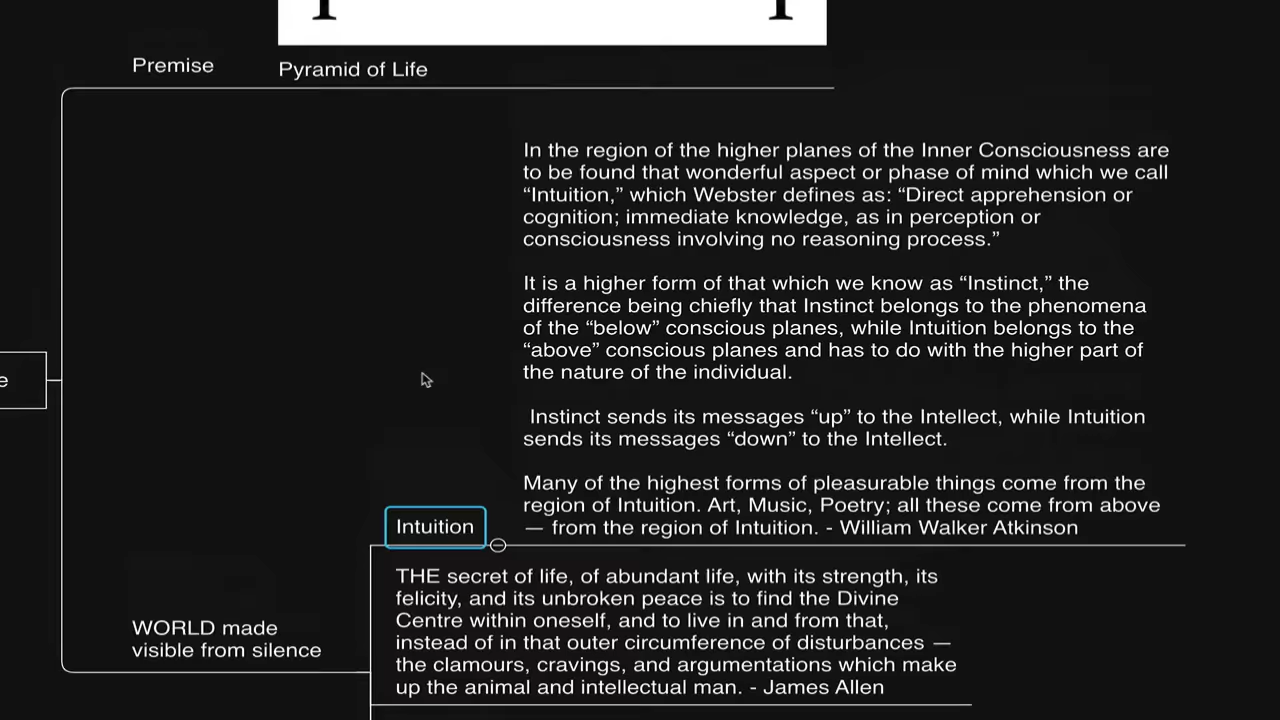 Premise
Pyramid of Life
In the region of the higher planes of the Inner Consciousness are
to be found that wonderful aspect or phase of mind which we call
“Intuition,” which Webster defines as: “Direct apprehension or
cognition; immediate knowledge, as in perception or
consciousness involving no reasoning process.”
It is a higher form of that which we know as “Instinct,” the
difference being chiefly that Instinct belongs to the phenomena
of the “below” conscious planes, while Intuition belongs to the
“above” conscious planes and has to do with the higher part of
the nature of the individual.
Instinct sends its messages “up” to the Intellect, while Intuition
sends its messages “down” to the Intellect.
Many of the highest forms of pleasurable things come from the
region of Intuition. Art, Music, Poetry; all these come from above
— from the region of Intuition. - William Walker Atkinson
Intuition
THE secret of life, of abundant life, with its strength, its
felicity, and its unbroken peace is to find the Divine
Centre within oneself, and to live in and from that,
instead of in that outer circumference of disturbances —
the clamours, cravings, and argumentations which make
up the animal and intellectual man. - James Allen
WORLD made
visible from silence